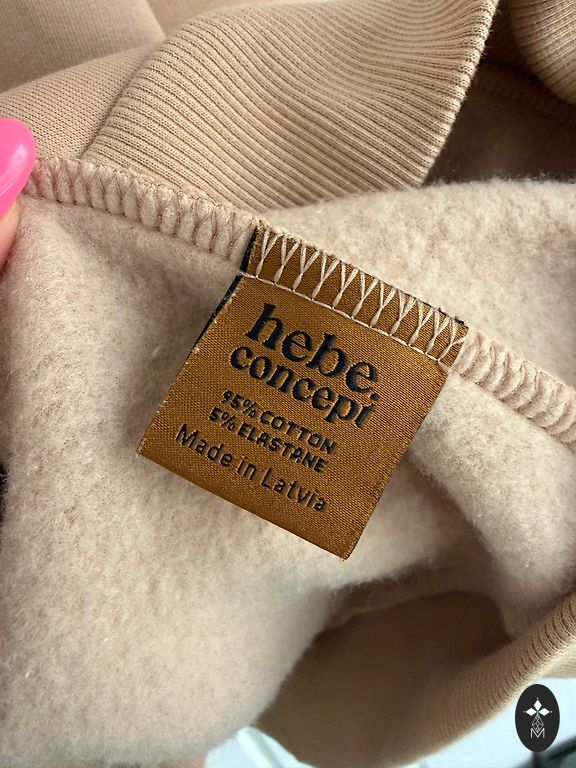 hebe.
concept
95% COTTON
5% ELASTANE
Made in Latvia
M